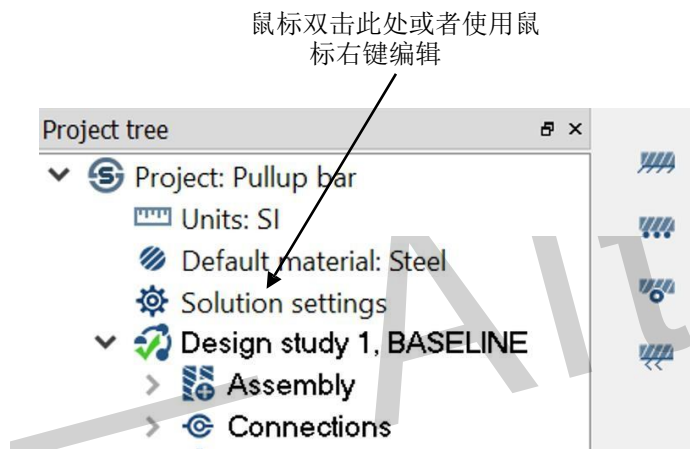 鼠标双击此处或者使用鼠
标右键编辑
Project tree
Project: Pullup bar
Units: SI
Default material: Steel
Solution settings
Design study 1, BASELINE
Assembly
Connections